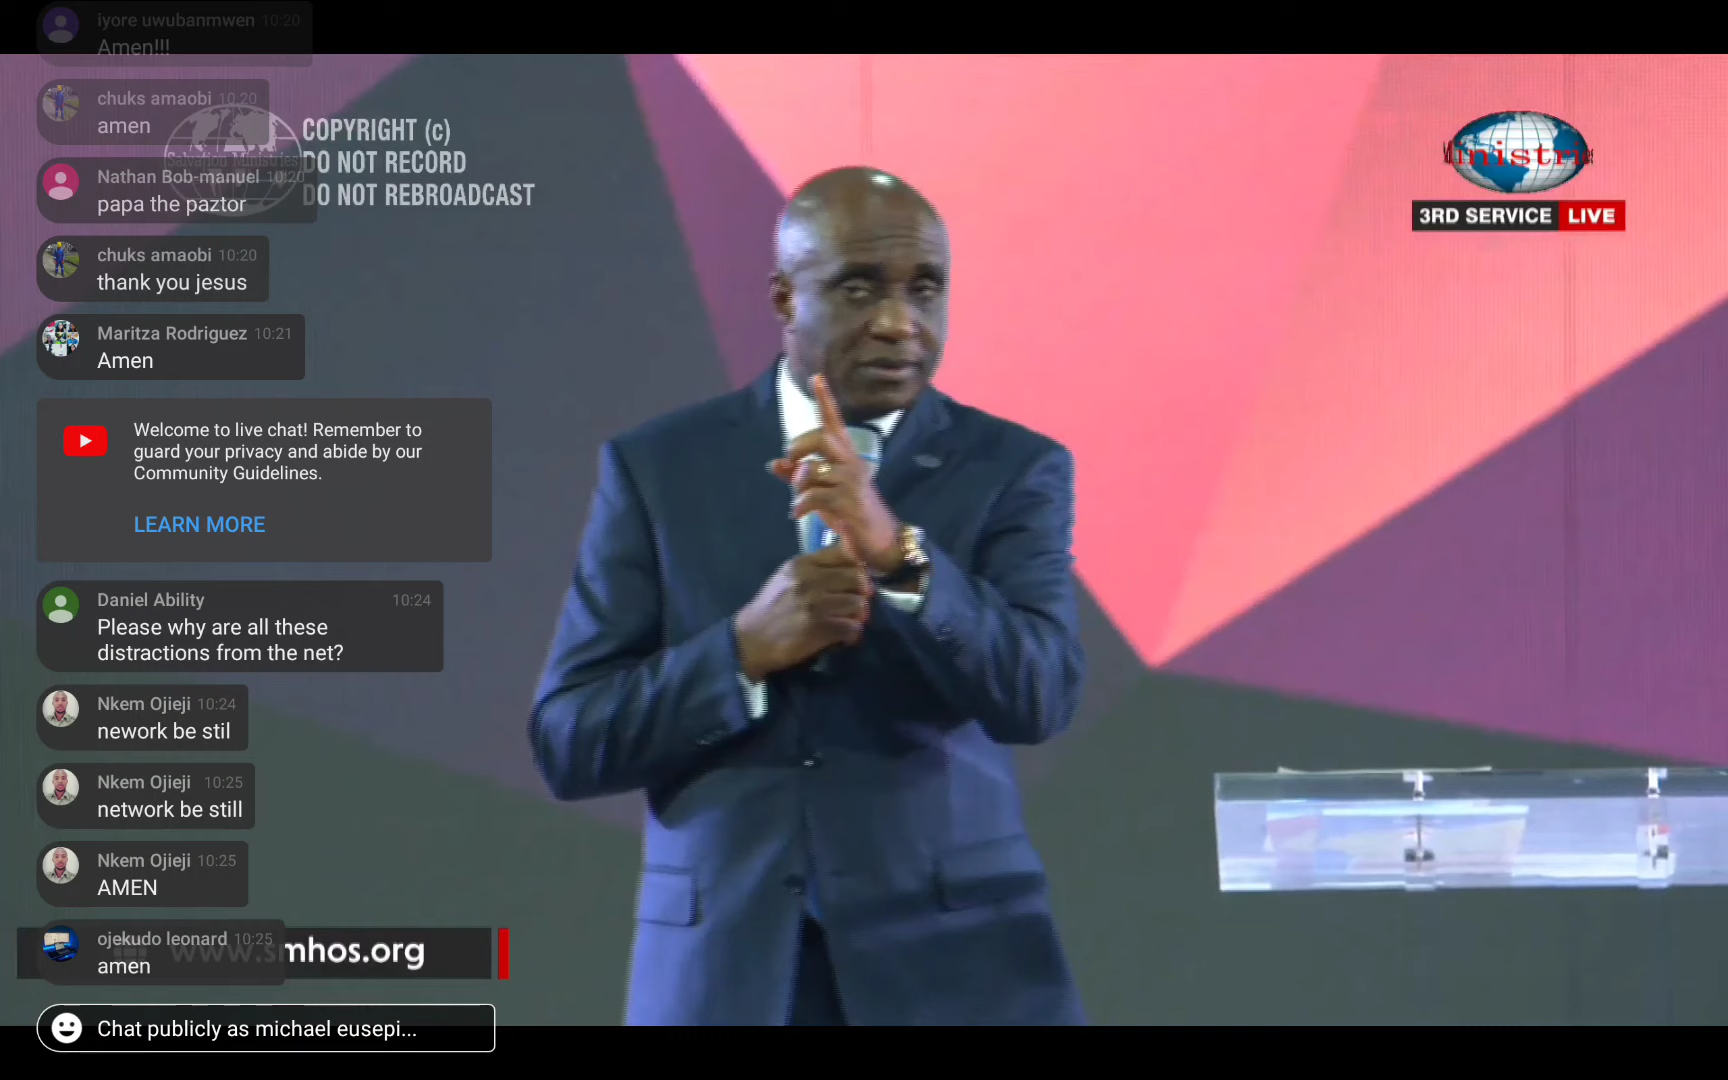 iyore uwubanmwen 10:20
Amen!!!
chuks amaobi 10:20
amen
Nathan Bob-manuel 10:20
papa the paztor
chuks amaobi 10:20
thank you jesus
Maritza Rodriguez 10:21
Amen
Welcome to live chat! Remember to
guard your privacy and abide by our
Community Guidelines.
LEARN MORE
Daniel Ability 10:24
Please why are all these
distractions from the net?
Nkem Ojieji 10:24
nework be stil
Nkem Ojieji 10:25
network be still
Nkem Ojieji 10:25
AMEN
ojekudo leonard 10:25
amen
www.smhos.org
Chat publicly as michael eusepi...
Salvation Ministries
COPYRIGHT (c)
DO NOT RECORD
DO NOT REBROADCAST
Ministries
3RD SERVICE LIVE